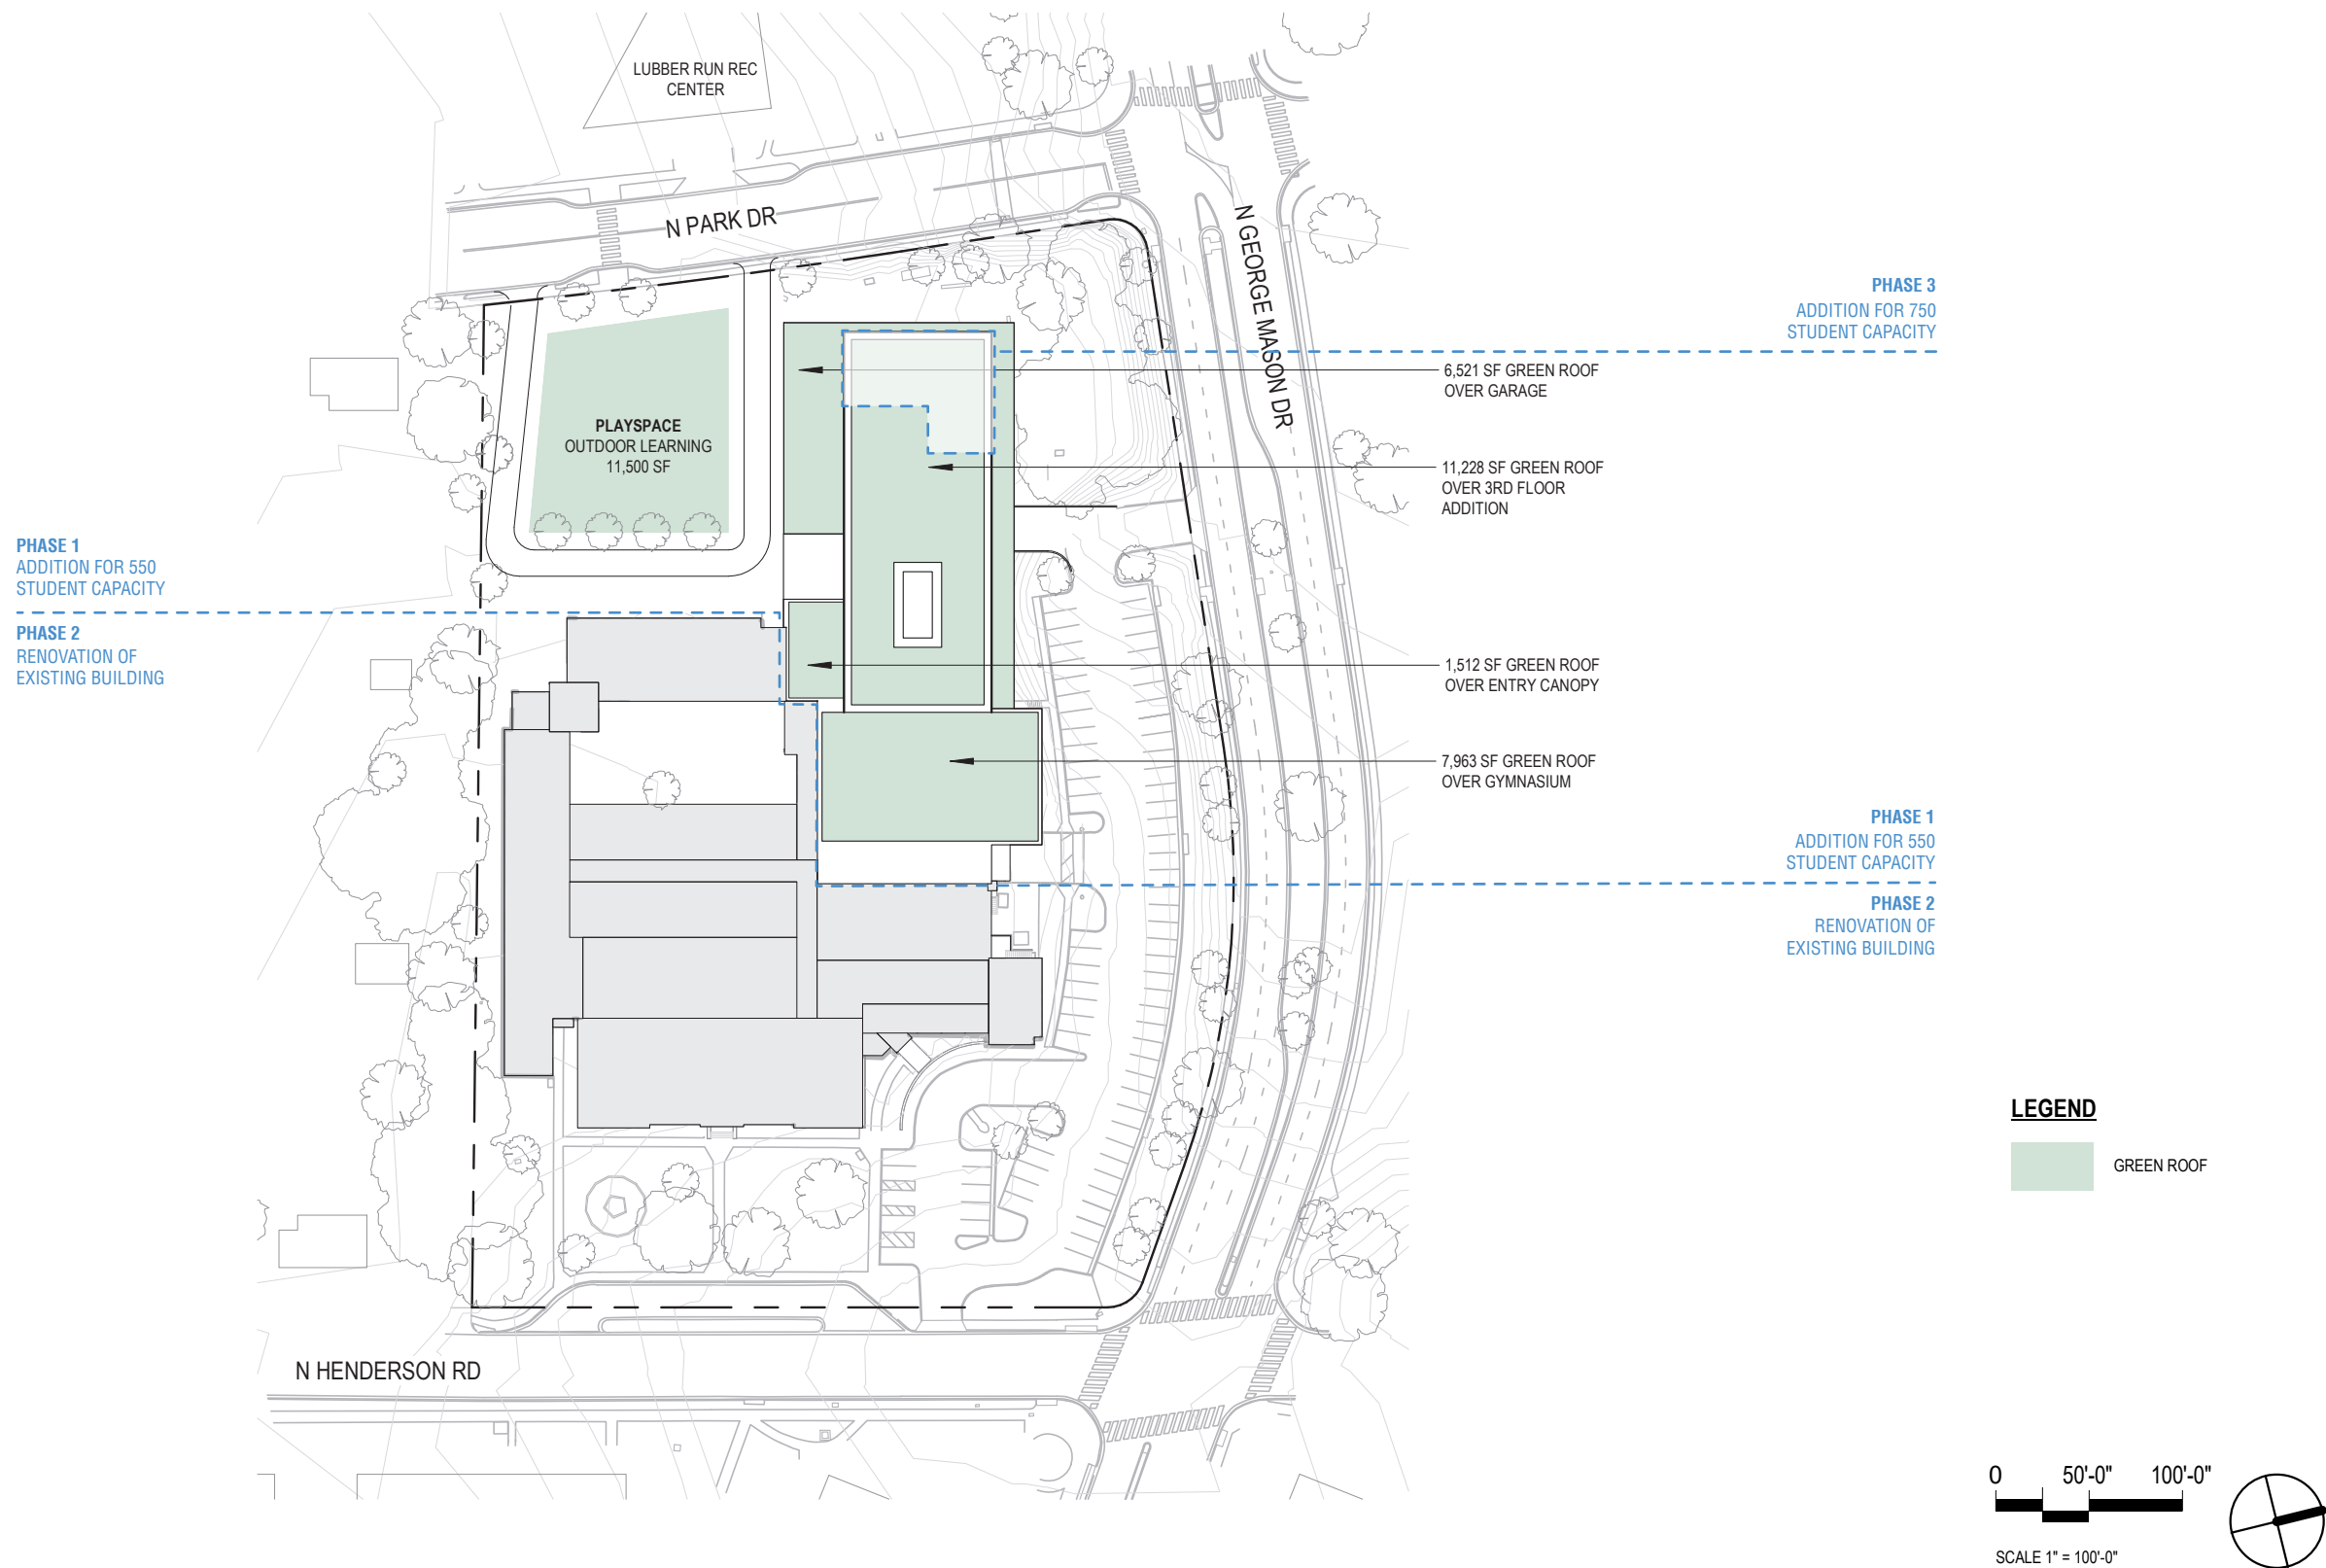 LUBBER RUN REC
CENTER
N PARK DR
N GEORGE MASON DR
PHASE 3
ADDITION FOR 750
STUDENT CAPACITY
6,521 SF GREEN ROOF
OVER GARAGE
PLAYSPACE
OUTDOOR LEARNING
11,500 SF
11,228 SF GREEN ROOF
OVER 3RD FLOOR
ADDITION
PHASE 1
ADDITION FOR 550
STUDENT CAPACITY
PHASE 2
RENOVATION OF
EXISTING BUILDING
1,512 SF GREEN ROOF
OVER ENTRY CANOPY
7,963 SF GREEN ROOF
OVER GYMNASIUM
PHASE 1
ADDITION FOR 550
STUDENT CAPACITY
PHASE 2
RENOVATION OF
EXISTING BUILDING
LEGEND
GREEN ROOF
N HENDERSON RD
0 50'-0" 100'-0"
SCALE 1" = 100'-0"